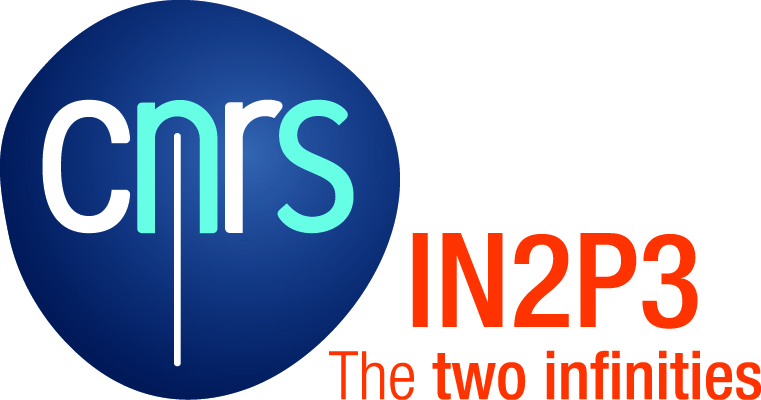 cnrs
IN2P3
The two infinities